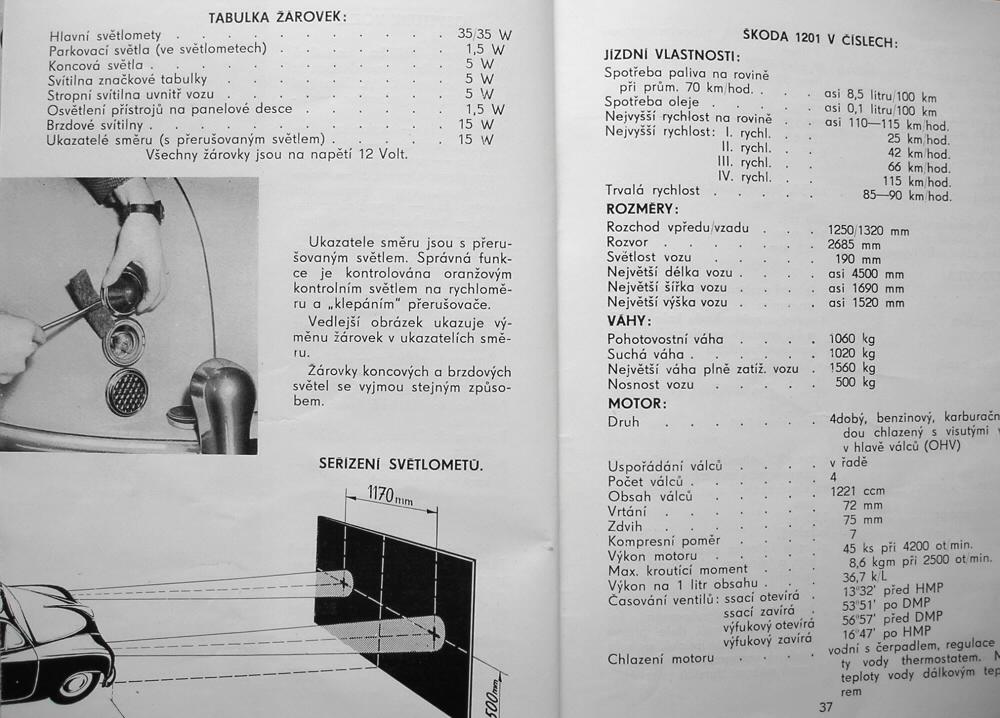 TABULKA ŽÁROVEK:
Hlavní světlomety . . . . . . . . . . . 35/35 W
Parkovací světla (ve světlometech) . . . . . . 1,5 W
Koncová světla . . . . . . . . . . . 5 W
Svítilna značkové tabulky . . . . . . . . 5 W
Stropní svítilna uvnitř vozu . . . . . . . . 5 W
Osvětlení přístrojů na panelové desce . . . . . 1,5 W
Brzdové svítilny . . . . . . . . . . . 15 W
Ukazatelé směru (s přerušovaným světlem) . . . . 15 W
Všechny žárovky jsou na napětí 12 Volt.
Ukazatele směru jsou s přeru-
šovaným světlem. Správná funk-
ce je kontrolována oranžovým
kontrolním světlem na rychlomě-
ru a „klepáním" přerušovače.
Vedlejší obrázek ukazuje vý-
měnu žárovek v ukazatelích smě-
ru.
Žárovky koncových a brzdových
světel se vyjmou stejným způso-
bem.
SEŘÍZENÍ SVĚTLOMETŮ.
1170mm
500mm
ŠKODA 1201 V ČÍSLECH:
JÍZDNÍ VLASTNOSTI:
Spotřeba paliva na rovině
při prům. 70 km/hod. . . . asi 8,5 litru/100 km
Spotřeba oleje . . . . . asi 0,1 litru/100 km
Nejvyšší rychlost na rovině . . asi 110—115 km/hod.
Nejvyšší rychlost: I. rychl. . . 25 km/hod.
II. rychl. . . 42 km/hod.
III. rychl. . . 66 km/hod.
IV. rychl. . . 115 km/hod.
Trvalá rychlost . . . . . 85—90 km/hod.
ROZMĚRY:
Rozchod vpředu/vzadu . . . 1250/1320 mm
Rozvor . . . . . . . 2685 mm
Světlost vozu . . . . . 190 mm
Největší délka vozu . . . . asi 4500 mm
Největší šířka vozu . . . . asi 1690 mm
Největší výška vozu . . . . asi 1520 mm
VÁHY:
Pohotovostní váha . . . . 1060 kg
Suchá váha . . . . . . 1020 kg
Největší váha plně zatíž. vozu . 1560 kg
Nosnost vozu . . . . . 500 kg
MOTOR:
Druh . . . . . . . 4dobý, benzinový, karburačn
dou chlazený s visutými v
v hlavě válců (OHV)
Uspořádání válců . . . . v řadě
Počet válců . . . . . . 4
Obsah válců . . . . . 1221 ccm
Vrtání . . . . . . . 72 mm
Zdvih . . . . . . . 75 mm
Kompresní poměr . . . . 7
Výkon motoru . . . . . 45 ks při 4200 ot/min.
Max. kroutící moment . . . 8,6 kgm při 2500 ot/min.
Výkon na 1 litr obsahu . . . 36,7 k/L
Časování ventilů: ssací otevírá . 13°32' před HMP
ssací zavírá . 53°51' po DMP
výfukový otevírá 56°57' před DMP
výfukový zavírá 16°47' po HMP
Chlazení motoru . . . . vodní s čerpadlem, regulace
ty vody thermostatem.
teploty vody dálkovým tep
rem
37